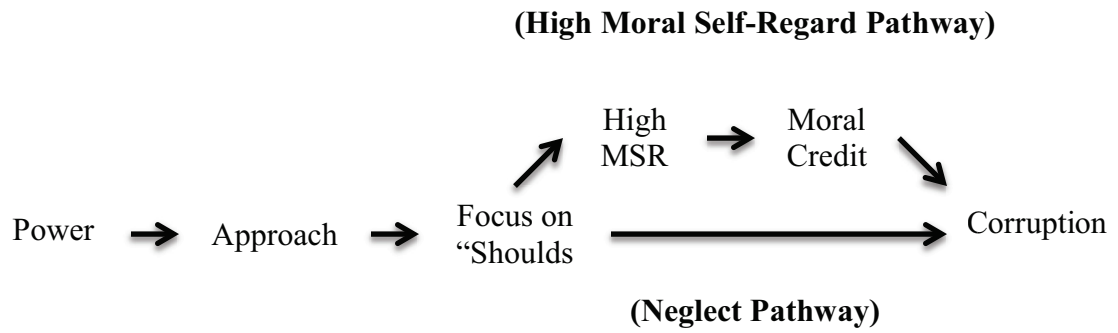 (High Moral Self-Regard Pathway)
High
MSR
Moral
Credit
Power
Approach
Focus on
“Shoulds
Corruption
(Neglect Pathway)